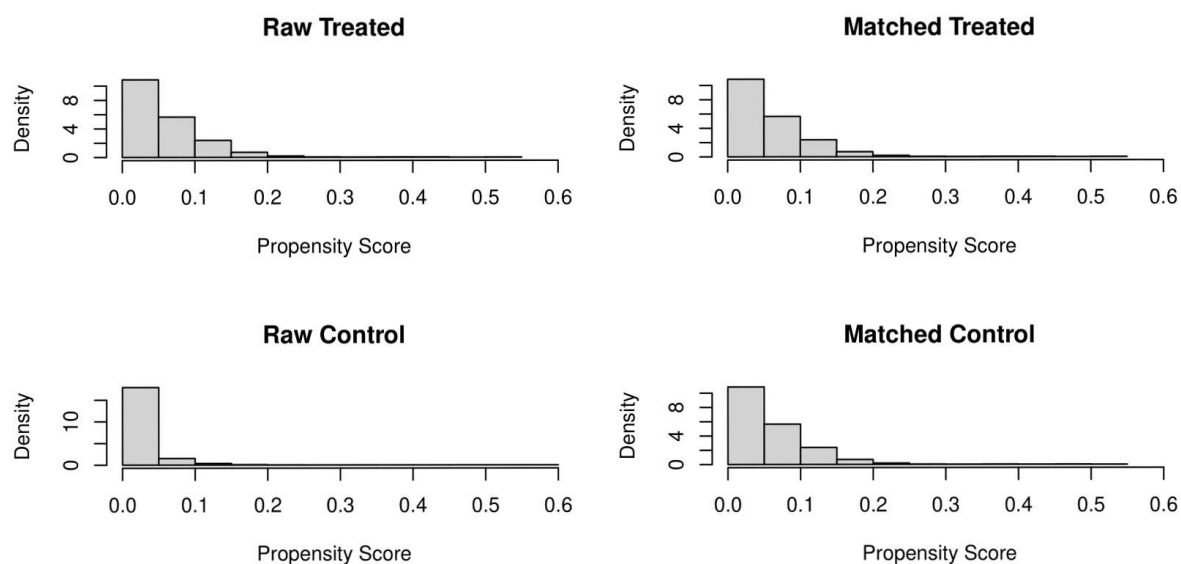 Raw Treated
Density
0 4 8
0.0 0.1 0.2 0.3 0.4 0.5 0.6
Propensity Score
Matched Treated
Density
0 4 8
0.0 0.1 0.2 0.3 0.4 0.5 0.6
Propensity Score
Raw Control
Density
0 10
0.0 0.1 0.2 0.3 0.4 0.5 0.6
Propensity Score
Matched Control
Density
0 4 8
0.0 0.1 0.2 0.3 0.4 0.5 0.6
Propensity Score